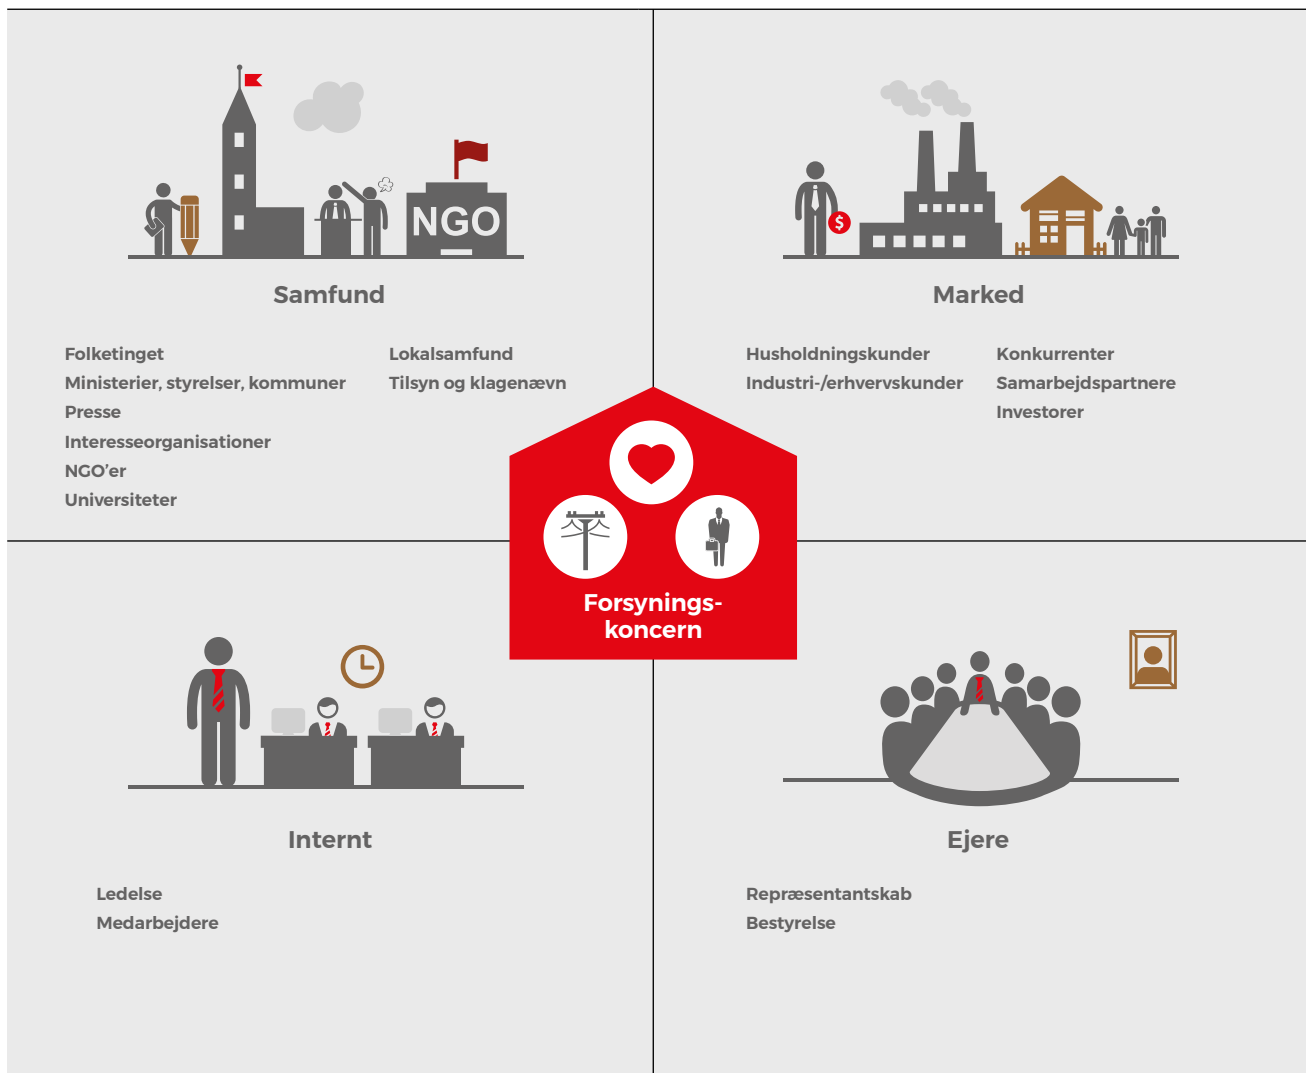 NGO
$
Samfund
Folketinget
Ministerier, styrelser, kommuner
Presse
Interesseorganisationer
NGO’er
Universiteter
Lokalsamfund
Tilsyn og klagenævn
Marked
Husholdningskunder
Industri-/erhvervskunder
Konkurrenter
Samarbejdspartnere
Investorer
Forsynings-
koncern
Internt
Ledelse
Medarbejdere
Ejere
Repræsentantskab
Bestyrelse